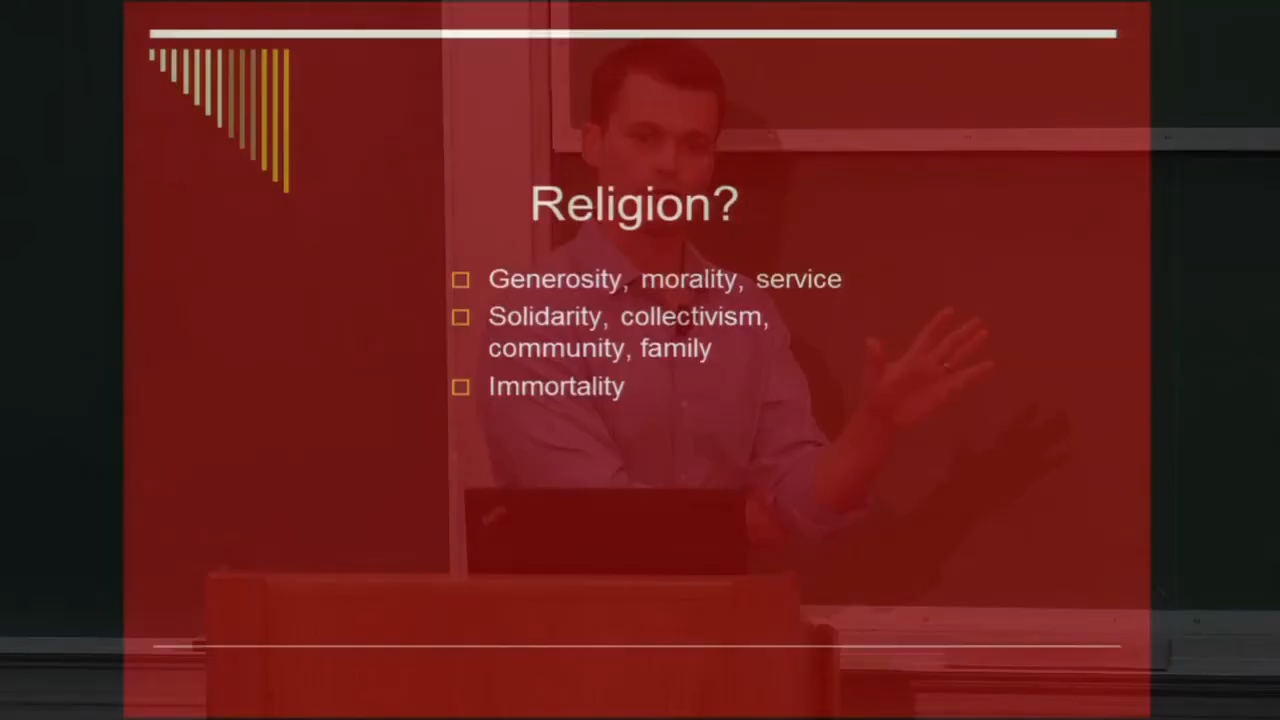 Religion?
Generosity, morality, service
Solidarity, collectivism,
community, family
Immortality